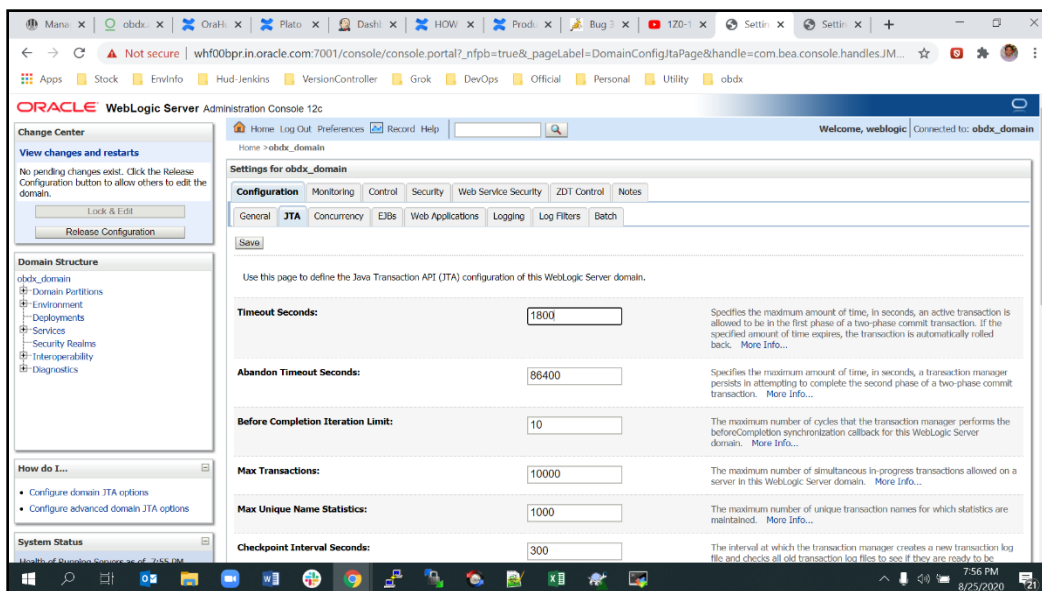 Mana
obdx.
OraH
Plato
Dash
HOW
Produ
Bug 3
1Z0-1
Settin
Settin
Not secure
whf00bpr.in.oracle.com:7001/console/console.portal?_nfpb=true&_pageLabel=DomainConfigJtaPage&handle=com.bea.console.handles.JM...
Apps
Stock
EnvInfo
Hud-Jenkins
VersionController
Grok
DevOps
Official
Personal
Utility
obdx
ORACLE WebLogic Server Administration Console 12c
Change Center
View changes and restarts
No pending changes exist. Click the Release
Configuration button to allow others to edit the
domain.
Lock & Edit
Release Configuration
Domain Structure
obdx_domain
Domain Partitions
Environment
Deployments
Services
Security Realms
Interoperability
Diagnostics
How do I...
Configure domain JTA options
Configure advanced domain JTA options
System Status
Health of Running Servers as of 7:55 PM
Home Log Out Preferences Record Help
Welcome, weblogic
Connected to: obdx_domain
Home >obdx_domain
Settings for obdx_domain
Configuration Monitoring Control Security Web Service Security ZDT Control Notes
General JTA Concurrency EJBs Web Applications Logging Log Filters Batch
Save
Use this page to define the Java Transaction API (JTA) configuration of this WebLogic Server domain.
Timeout Seconds:
1800
Specifies the maximum amount of time, in seconds, an active transaction is
allowed to be in the first phase of a two-phase commit transaction. If the
specified amount of time expires, the transaction is automatically rolled
back. More Info...
Abandon Timeout Seconds:
86400
Specifies the maximum amount of time, in seconds, a transaction manager
persists in attempting to complete the second phase of a two-phase commit
transaction. More Info...
Before Completion Iteration Limit:
10
The maximum number of cycles that the transaction manager performs the
beforeCompletion synchronization callback for this WebLogic Server
domain. More Info...
Max Transactions:
10000
The maximum number of simultaneous in-progress transactions allowed on a
server in this WebLogic Server domain. More Info...
Max Unique Name Statistics:
1000
The maximum number of unique transaction names for which statistics are
maintained. More Info...
Checkpoint Interval Seconds:
300
The interval at which the transaction manager creates a new transaction log
file and checks all old transaction log files to see if they are ready to be
7:56 PM
8/25/2020
21